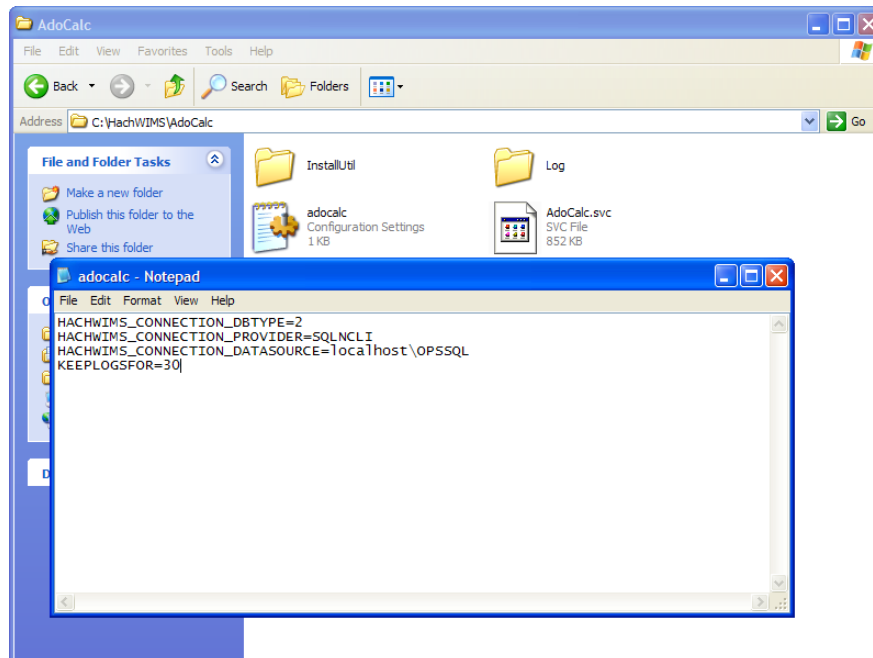 AdoCalc
File Edit View Favorites Tools Help
Back Search Folders
Address C:\HachWIMS\AdoCalc Go
File and Folder Tasks
Make a new folder
Publish this folder to the
Web
Share this folder
InstallUtil
Log
adocalc
Configuration Settings
1 KB
AdoCalc.svc
SVC File
852 KB
adocalc - Notepad
File Edit Format View Help
HACHWIMS_CONNECTION_DBTYPE=2
HACHWIMS_CONNECTION_PROVIDER=SQLNCLI
HACHWIMS_CONNECTION_DATASOURCE=localhost\OPSSQL
KEEPLOGSFOR=30
O
D